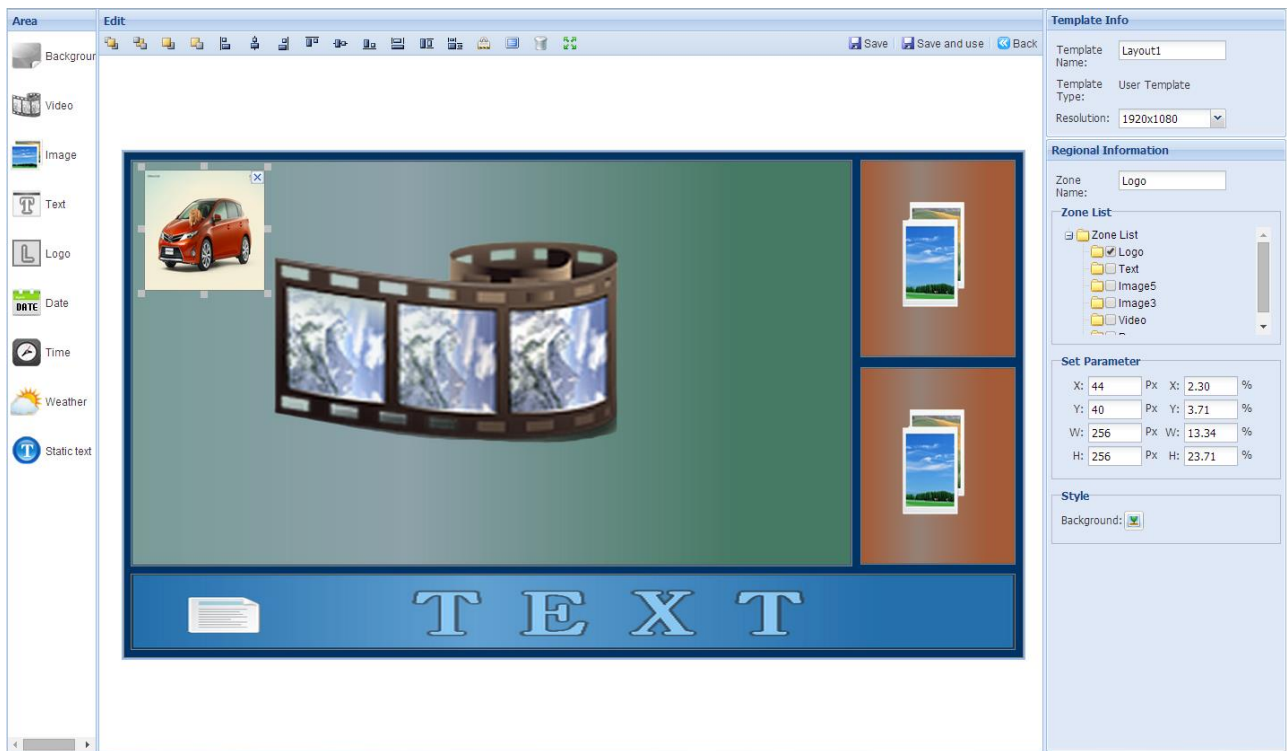 Area
Backgrour
Video
Image
Text
Logo
DATE Date
Time
Weather
Static text
Edit
Save
Save and use
Back
TEXT
Template Info
Template Name: Layout1
Template Type: User Template
Resolution: 1920x1080
Regional Information
Zone Name: Logo
Zone List
Zone List
Logo
Text
Image5
Image3
Video
Set Parameter
X: 44 Px X: 2.30 %
Y: 40 Px Y: 3.71 %
W: 256 Px W: 13.34 %
H: 256 Px H: 23.71 %
Style
Background: